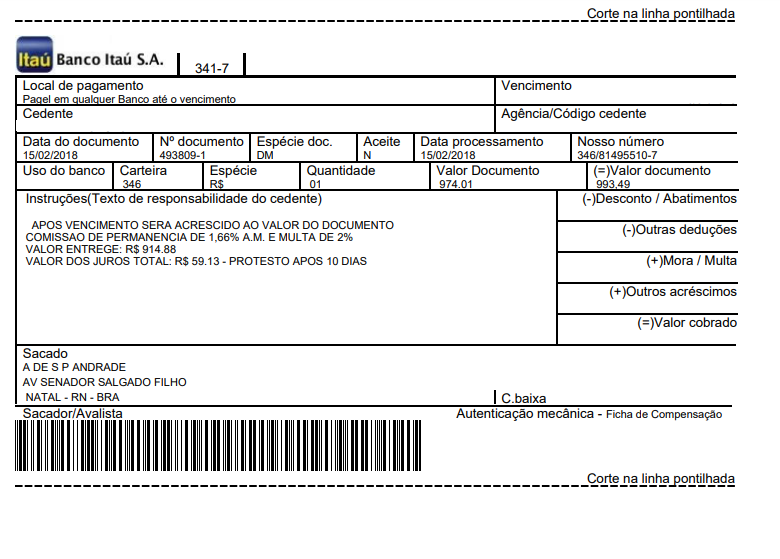 Corte na linha pontilhada
Itaú Banco Itaú S.A. 341-7
Local de pagamento Vencimento
Pagel em qualquer Banco até o vencimento
Cedente Agência/Código cedente
Data do documento Nº documento Espécie doc. Aceite Data processamento Nosso número
15/02/2018 493809-1 DM N 15/02/2018 346/81495510-7
Uso do banco Carteira Espécie Quantidade Valor Documento (=)Valor documento
346 R$ 01 974.01 993,49
Instruções(Texto de responsabilidade do cedente) (-)Desconto / Abatimentos
APOS VENCIMENTO SERA ACRESCIDO AO VALOR DO DOCUMENTO
COMISSAO DE PERMANENCIA DE 1,66% A.M. E MULTA DE 2%
(-)Outras deduções
VALOR ENTREGE: R$ 914.88
VALOR DOS JUROS TOTAL: R$ 59.13 - PROTESTO APOS 10 DIAS
(+)Mora / Multa
(+)Outros acréscimos
(=)Valor cobrado
Sacado
A DE S P ANDRADE
AV SENADOR SALGADO FILHO
NATAL - RN - BRA C.baixa
Sacador/Avalista Autenticação mecânica - Ficha de Compensação
Corte na linha pontilhada